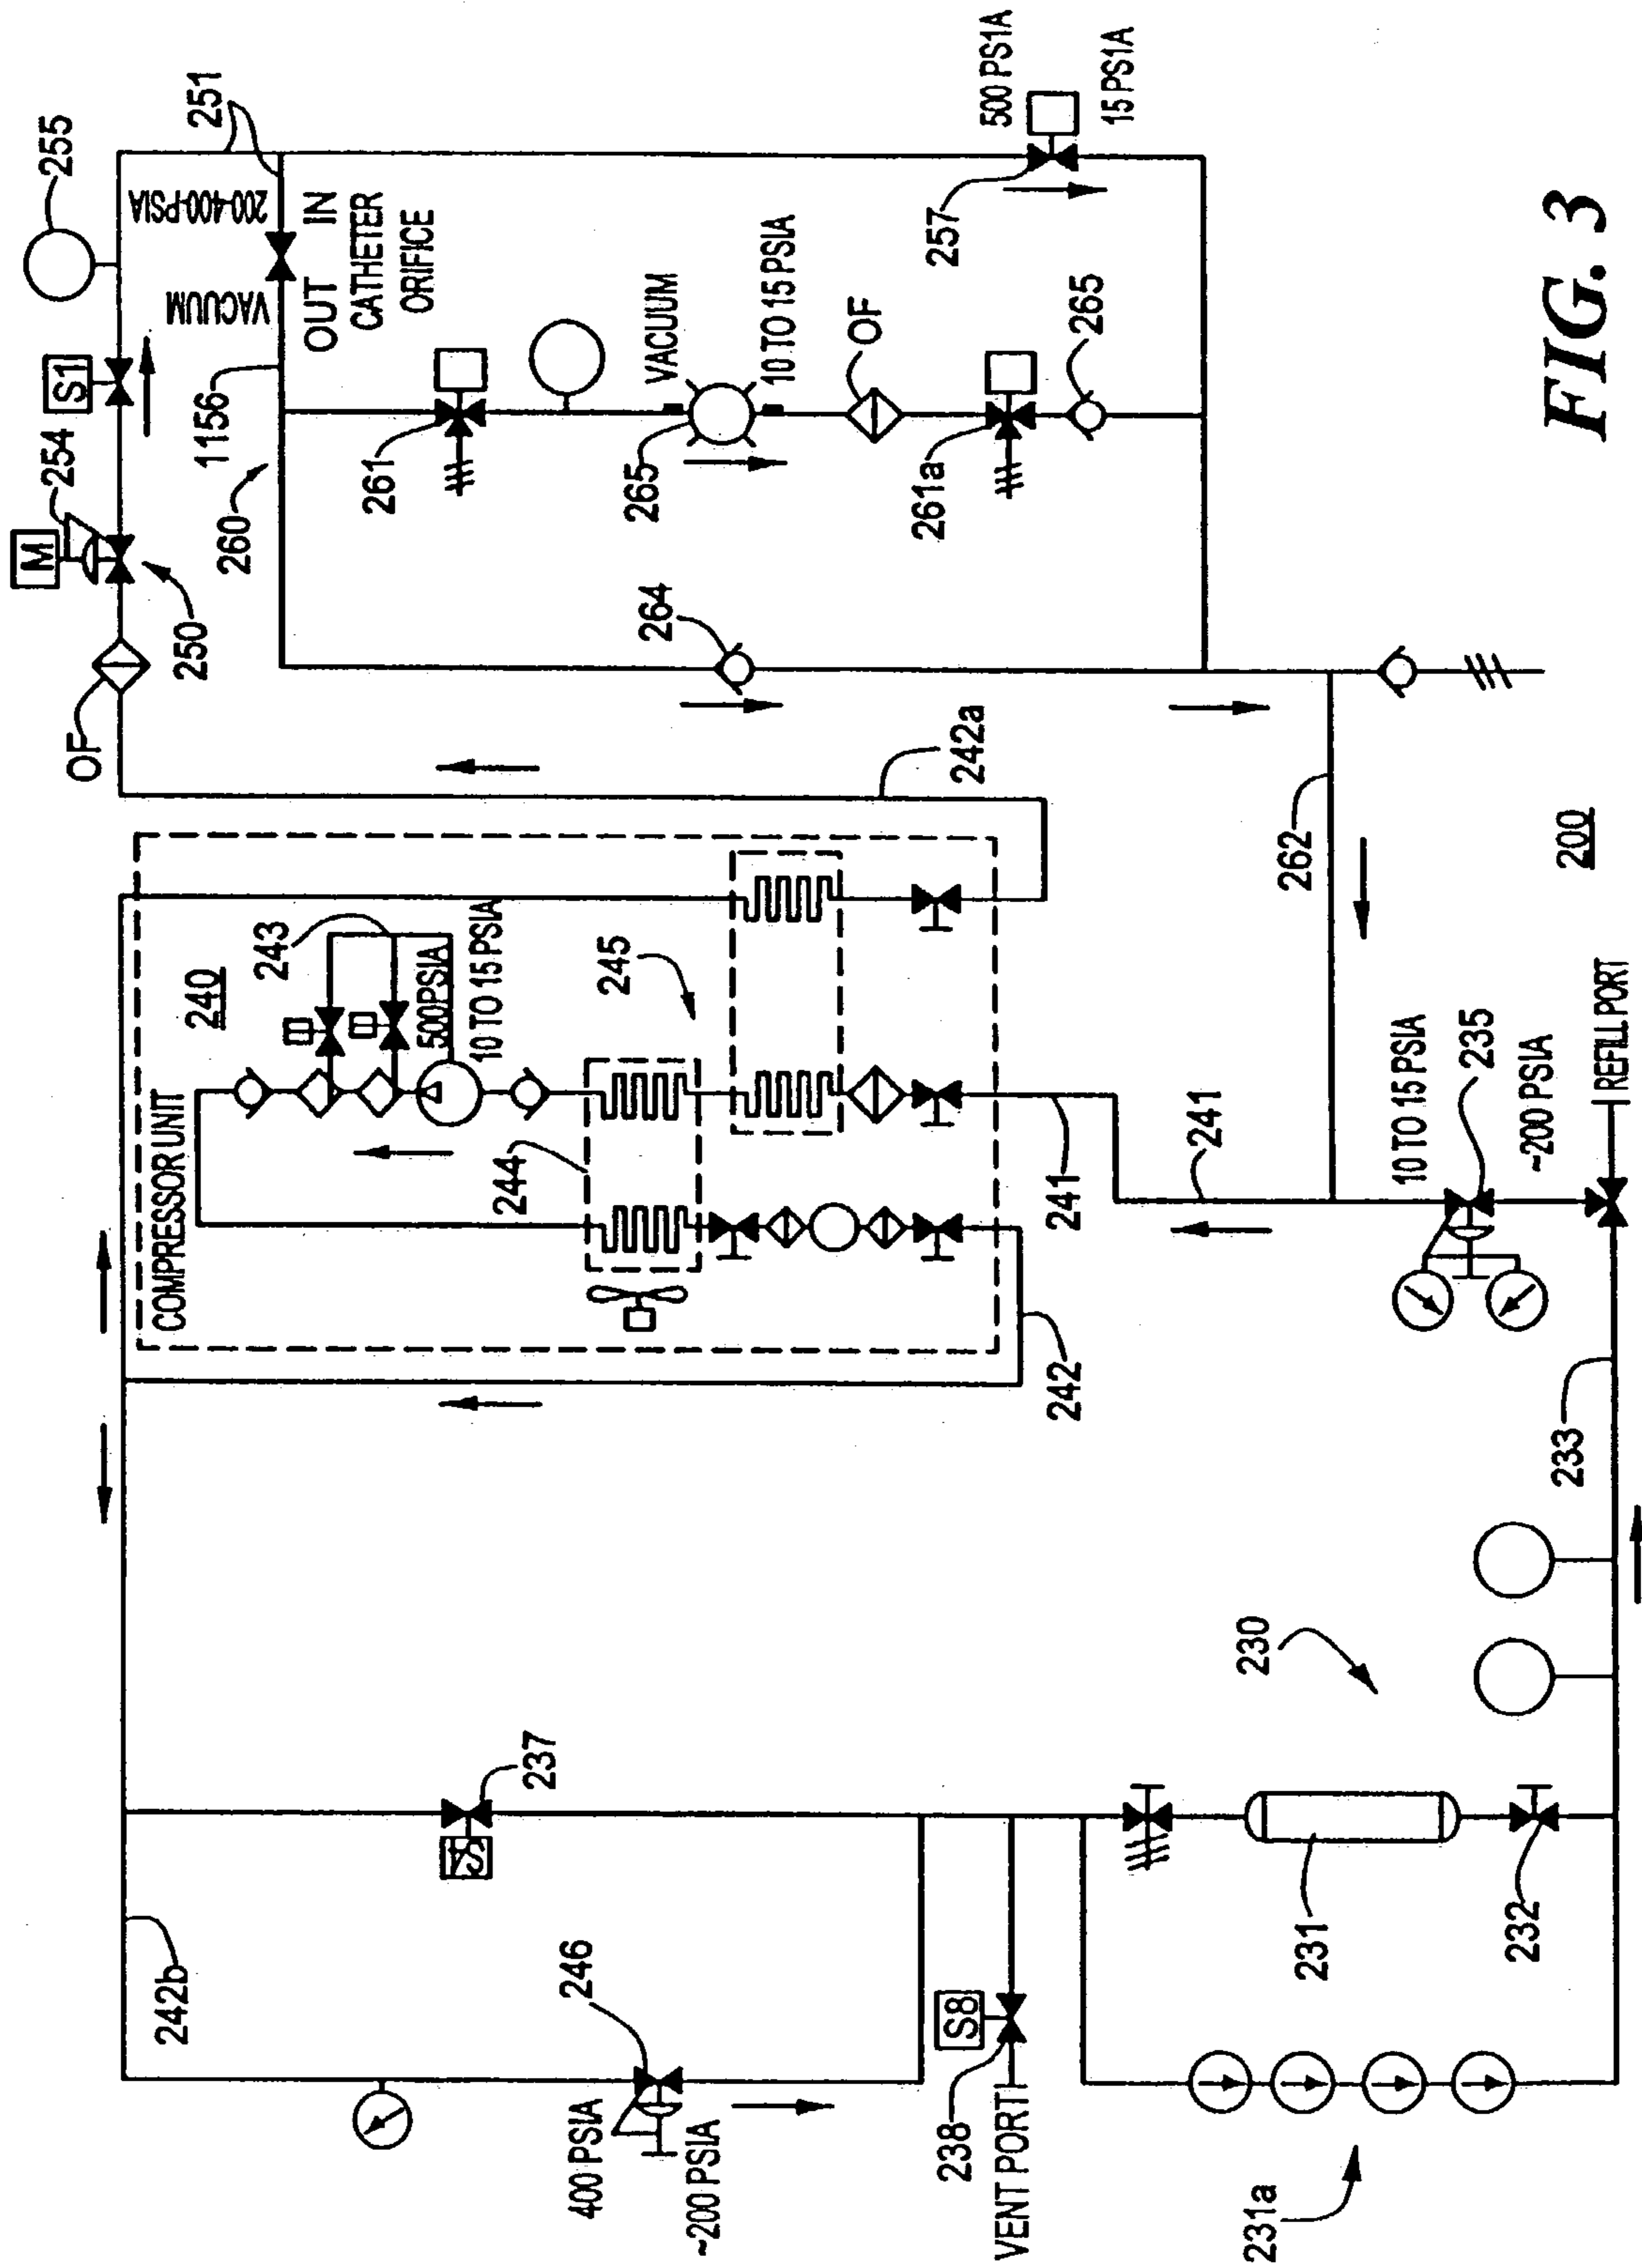 M
S1
255
254
OF
242b
COMPRESSOR UNIT
250
200-400-PSIA
VACUUM
251
1156
240
260
243
OUT IN
CATHETER
ORIFICE
261
500PSIA
10 TO 15 PSIA
S4
237
244
246
400 PSIA
~200 PSIA
245
264
265
VACUUM
10 TO 15 PSIA
OF
S8
238
VENT PORT
242a
261a
257
500 PS1A
15 PS1A
242
241
265
241
231a
231
230
262
10 TO 15 PSIA
235
~200 PSIA
232
233
REFILL PORT
200
FIG. 3